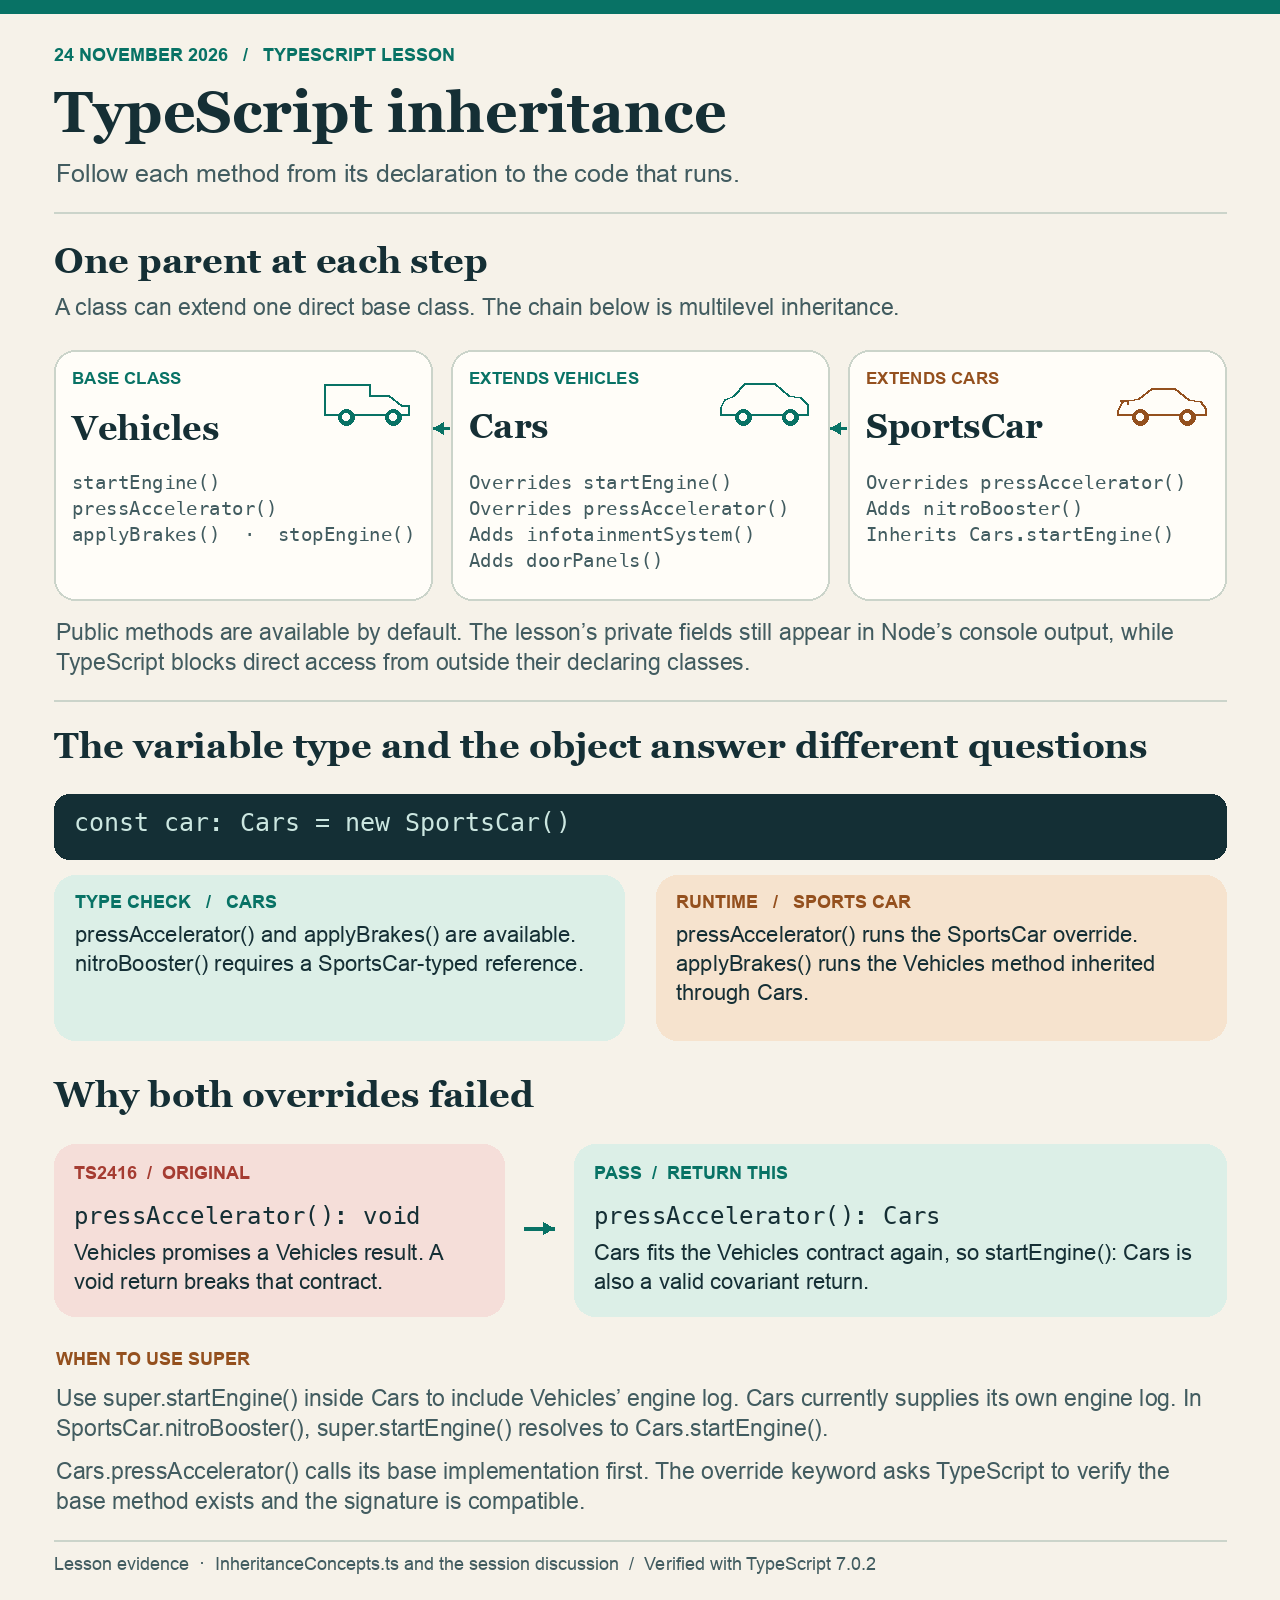 24 NOVEMBER 2026 / TYPESCRIPT LESSON
TypeScript inheritance
Follow each method from its declaration to the code that runs.
One parent at each step
A class can extend one direct base class. The chain below is multilevel inheritance.
BASE CLASS
Vehicles
startEngine()
pressAccelerator()
applyBrakes() · stopEngine()
EXTENDS VEHICLES
Cars
Overrides startEngine()
Overrides pressAccelerator()
Adds infotainmentSystem()
Adds doorPanels()
EXTENDS CARS
SportsCar
Overrides pressAccelerator()
Adds nitroBooster()
Inherits Cars.startEngine()
Public methods are available by default. The lesson’s private fields still appear in Node’s console output, while
TypeScript blocks direct access from outside their declaring classes.
The variable type and the object answer different questions
const car: Cars = new SportsCar()
TYPE CHECK / CARS
pressAccelerator() and applyBrakes() are available.
nitroBooster() requires a SportsCar-typed reference.
RUNTIME / SPORTS CAR
pressAccelerator() runs the SportsCar override.
applyBrakes() runs the Vehicles method inherited
through Cars.
Why both overrides failed
TS2416 / ORIGINAL
pressAccelerator(): void
Vehicles promises a Vehicles result. A
void return breaks that contract.
PASS / RETURN THIS
pressAccelerator(): Cars
Cars fits the Vehicles contract again, so startEngine(): Cars is
also a valid covariant return.
WHEN TO USE SUPER
Use super.startEngine() inside Cars to include Vehicles’ engine log. Cars currently supplies its own engine log. In
SportsCar.nitroBooster(), super.startEngine() resolves to Cars.startEngine().
Cars.pressAccelerator() calls its base implementation first. The override keyword asks TypeScript to verify the
base method exists and the signature is compatible.
Lesson evidence · InheritanceConcepts.ts and the session discussion / Verified with TypeScript 7.0.2